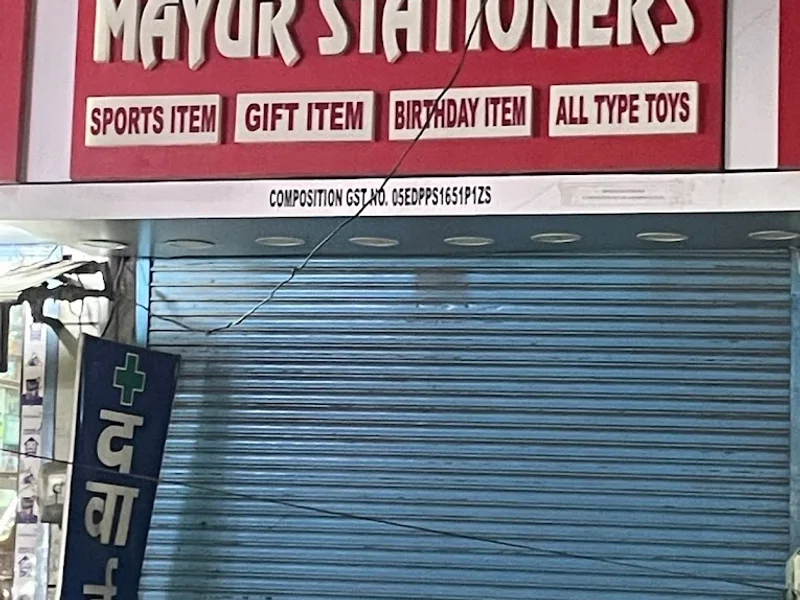 MAYUR STATIONERS
SPORTS ITEM
GIFT ITEM
BIRTHDAY ITEM
ALL TYPE TOYS
COMPOSITION GST NO. 05EDPPS1651P1ZS
दवा